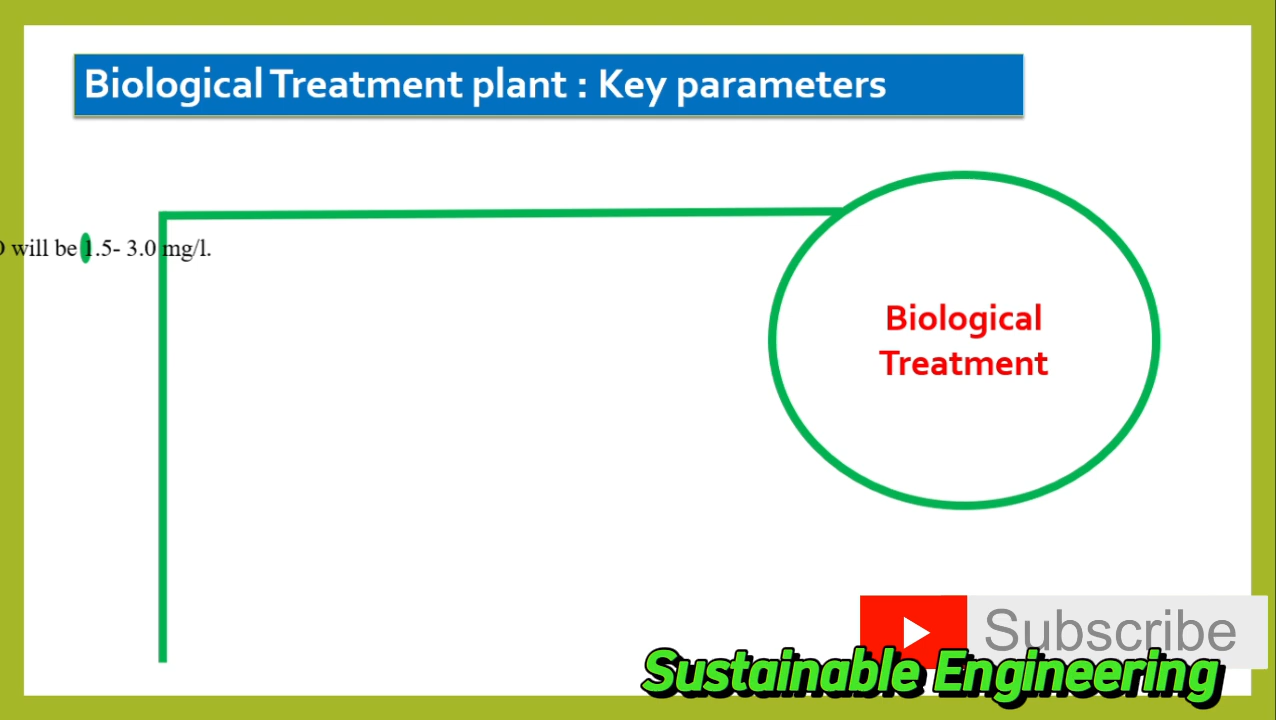 Biological Treatment plant : Key parameters
will be 1.5- 3.0 mg/l.
Biological
Treatment
Subscribe
Sustainable Engineering